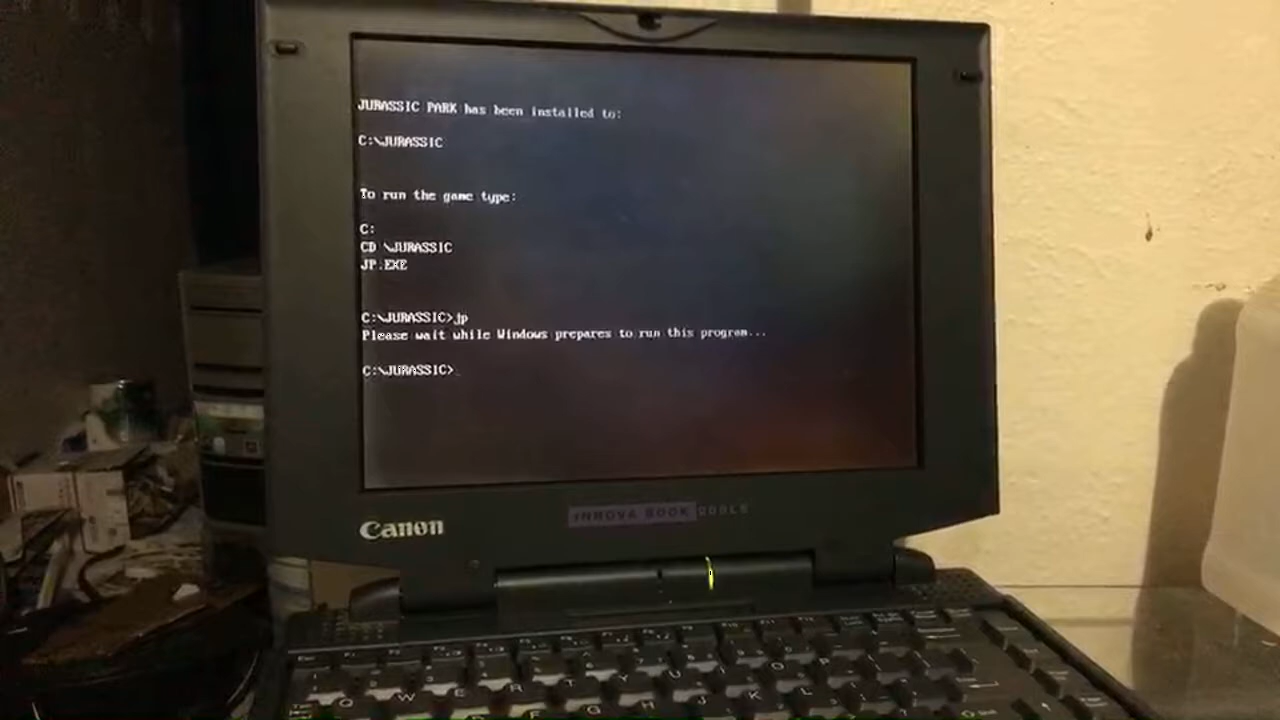 JURASSIC PARK has been installed to:
C:\JURASSIC
To run the game type:
C:
CD \JURASSIC
JP.EXE
C:\JURASSIC>jp
Please wait while Windows prepares to run this program...
C:\JURASSIC>
Canon
INNOVA BOOK
Q W E R T Y U O P
F G H J K L